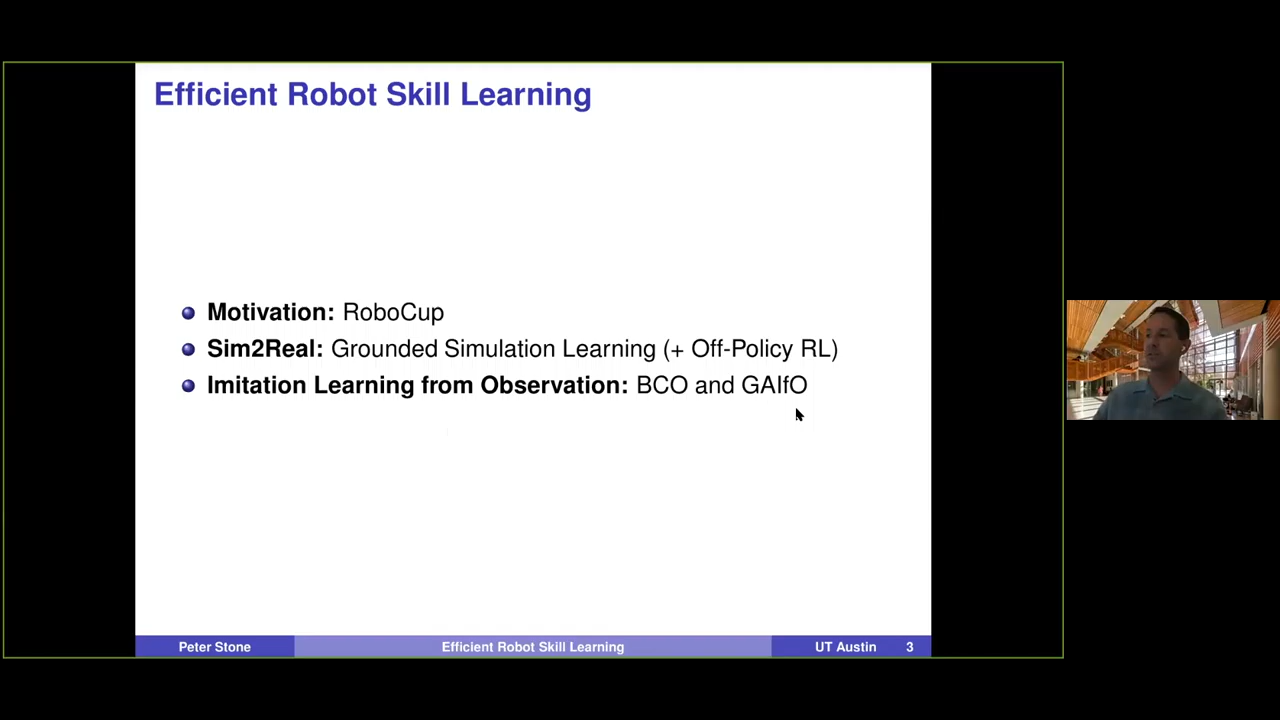 Efficient Robot Skill Learning
Motivation: RoboCup
Sim2Real: Grounded Simulation Learning (+ Off-Policy RL)
Imitation Learning from Observation: BCO and GAIfO
Peter Stone Efficient Robot Skill Learning UT Austin 3